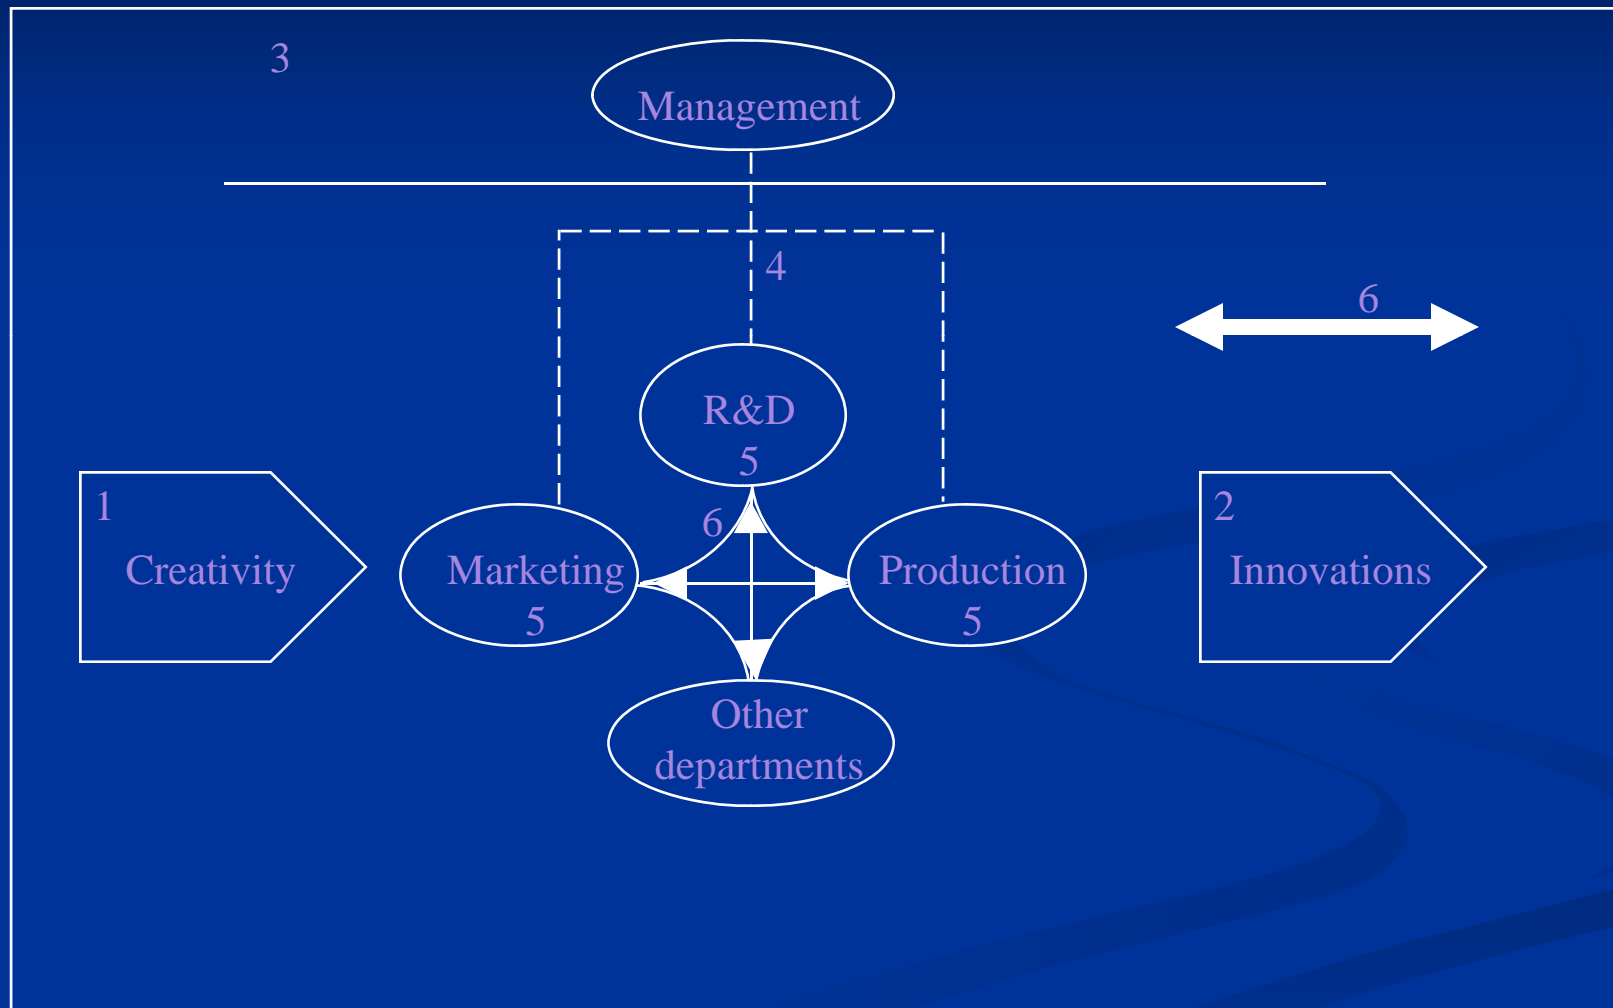 3
Management
4
6
R&D
5
1
Creativity
Marketing
5
6
Production
5
2
Innovations
Other
departments